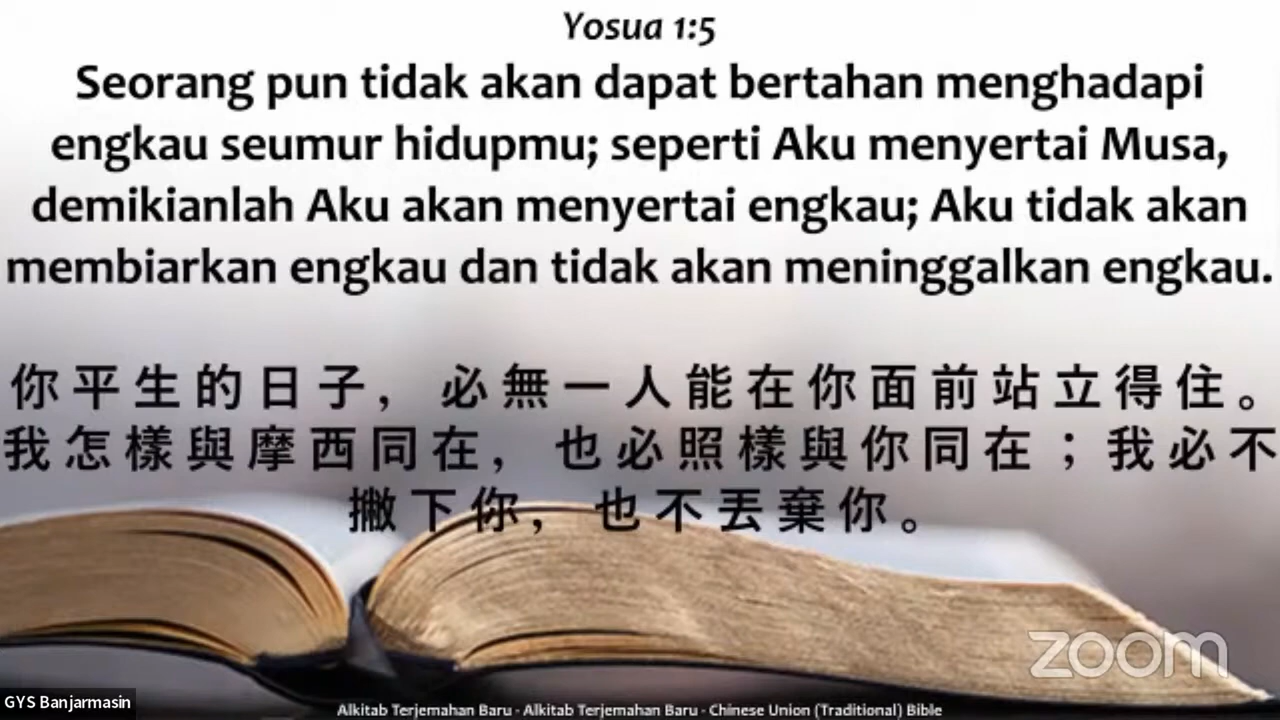 Yosua 1:5
Seorang pun tidak akan dapat bertahan menghadapi
engkau seumur hidupmu; seperti Aku menyertai Musa,
demikianlah Aku akan menyertai engkau; Aku tidak akan
membiarkan engkau dan tidak akan meninggalkan engkau.
你平生的日子，必無一人能在你面前站立得住。
我怎樣與摩西同在，也必照樣與你同在；我必不
撇下你，也不丟棄你。
zoom
GYS Banjarmasin
Alkitab Terjemahan Baru - Alkitab Terjemahan Baru - Chinese Union (Traditional) Bible